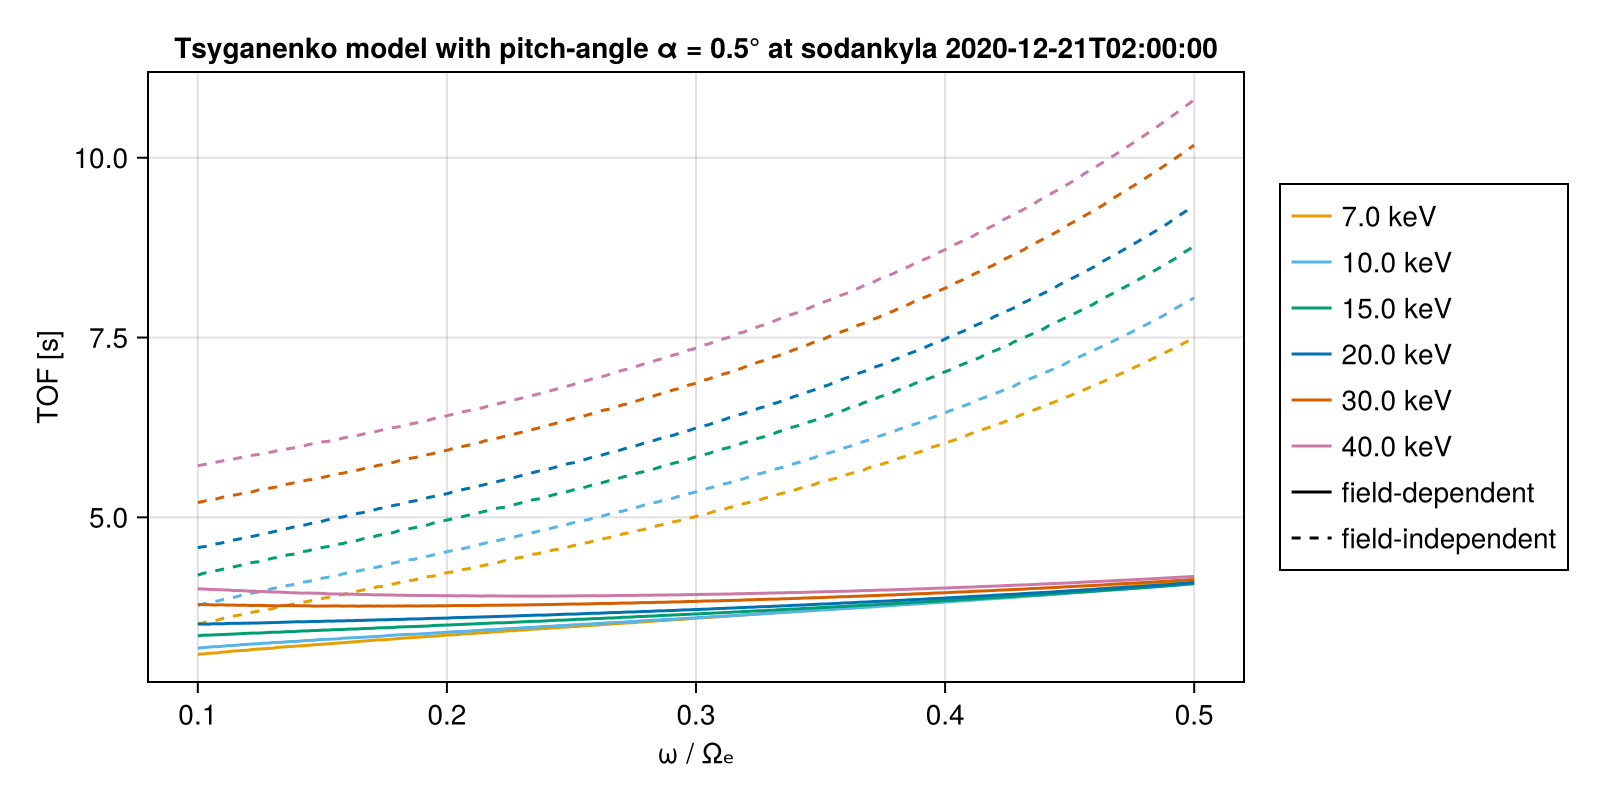 Tsyganenko model with pitch-angle α = 0.5° at sodankyla 2020-12-21T02:00:00
TOF [s]
10.0
7.5
5.0
0.1 0.2 0.3 0.4 0.5
ω / Ωₑ
7.0 keV
10.0 keV
15.0 keV
20.0 keV
30.0 keV
40.0 keV
field-dependent
field-independent